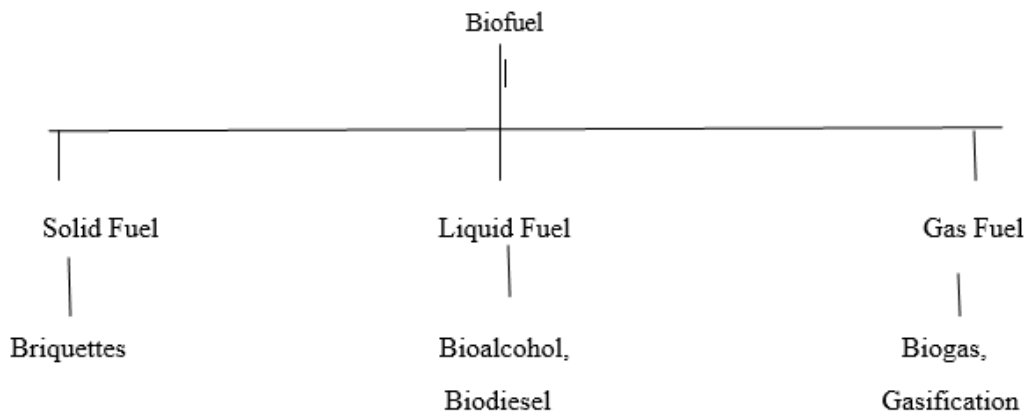 Biofuel
Solid Fuel
Liquid Fuel
Gas Fuel
Briquettes
Bioalcohol,
Biodiesel
Biogas,
Gasification